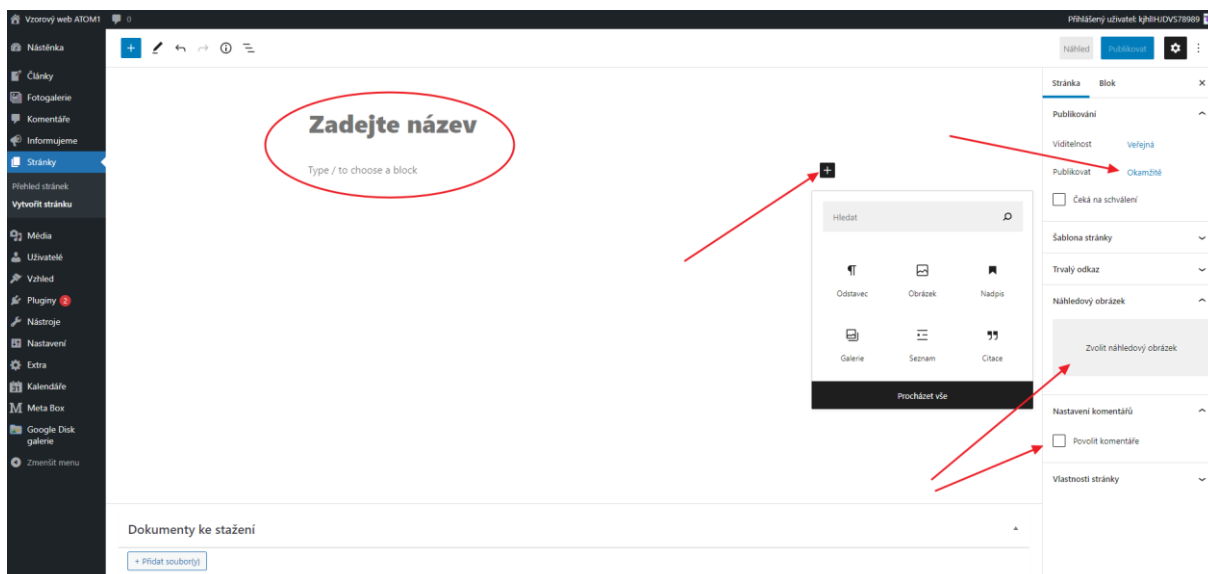 Vzorový web ATOM1 0
Přihlášený uživatel: kjhIIHJDVS78989
Nástěnka
Články
Fotogalerie
Komentáře
Informujeme
Stránky
Přehled stránek
Vytvořit stránku
Média
Uživatelé
Vzhled
Pluginy 2
Nástroje
Nastavení
Extra
Kalendáře
Meta Box
Google Disk
galerie
Zmenšit menu
Náhled Publikovat
Zadejte název
Type / to choose a block
Hledat
Odstavec Obrázek Nadpis
Galerie Seznam Citace
Procházet vše
Stránka Blok
Publikování
Viditelnost Veřejná
Publikovat Okamžitě
Čeká na schválení
Šablona stránky
Trvalý odkaz
Náhledový obrázek
Zvolit náhledový obrázek
Nastavení komentářů
Povolit komentáře
Vlastnosti stránky
Dokumenty ke stažení
+ Přidat soubor(y)